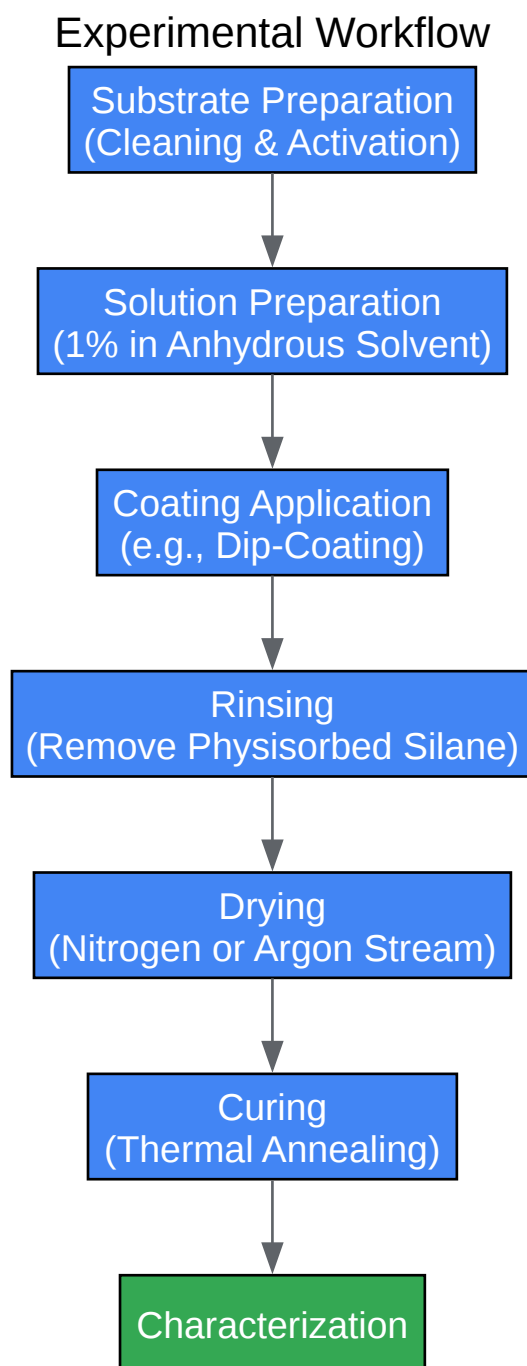 Experimental Workflow
Substrate Preparation
(Cleaning & Activation)
Solution Preparation
(1% in Anhydrous Solvent)
Coating Application
(e.g., Dip-Coating)
Rinsing
(Remove Physisorbed Silane)
Drying
(Nitrogen or Argon Stream)
Curing
(Thermal Annealing)
Characterization